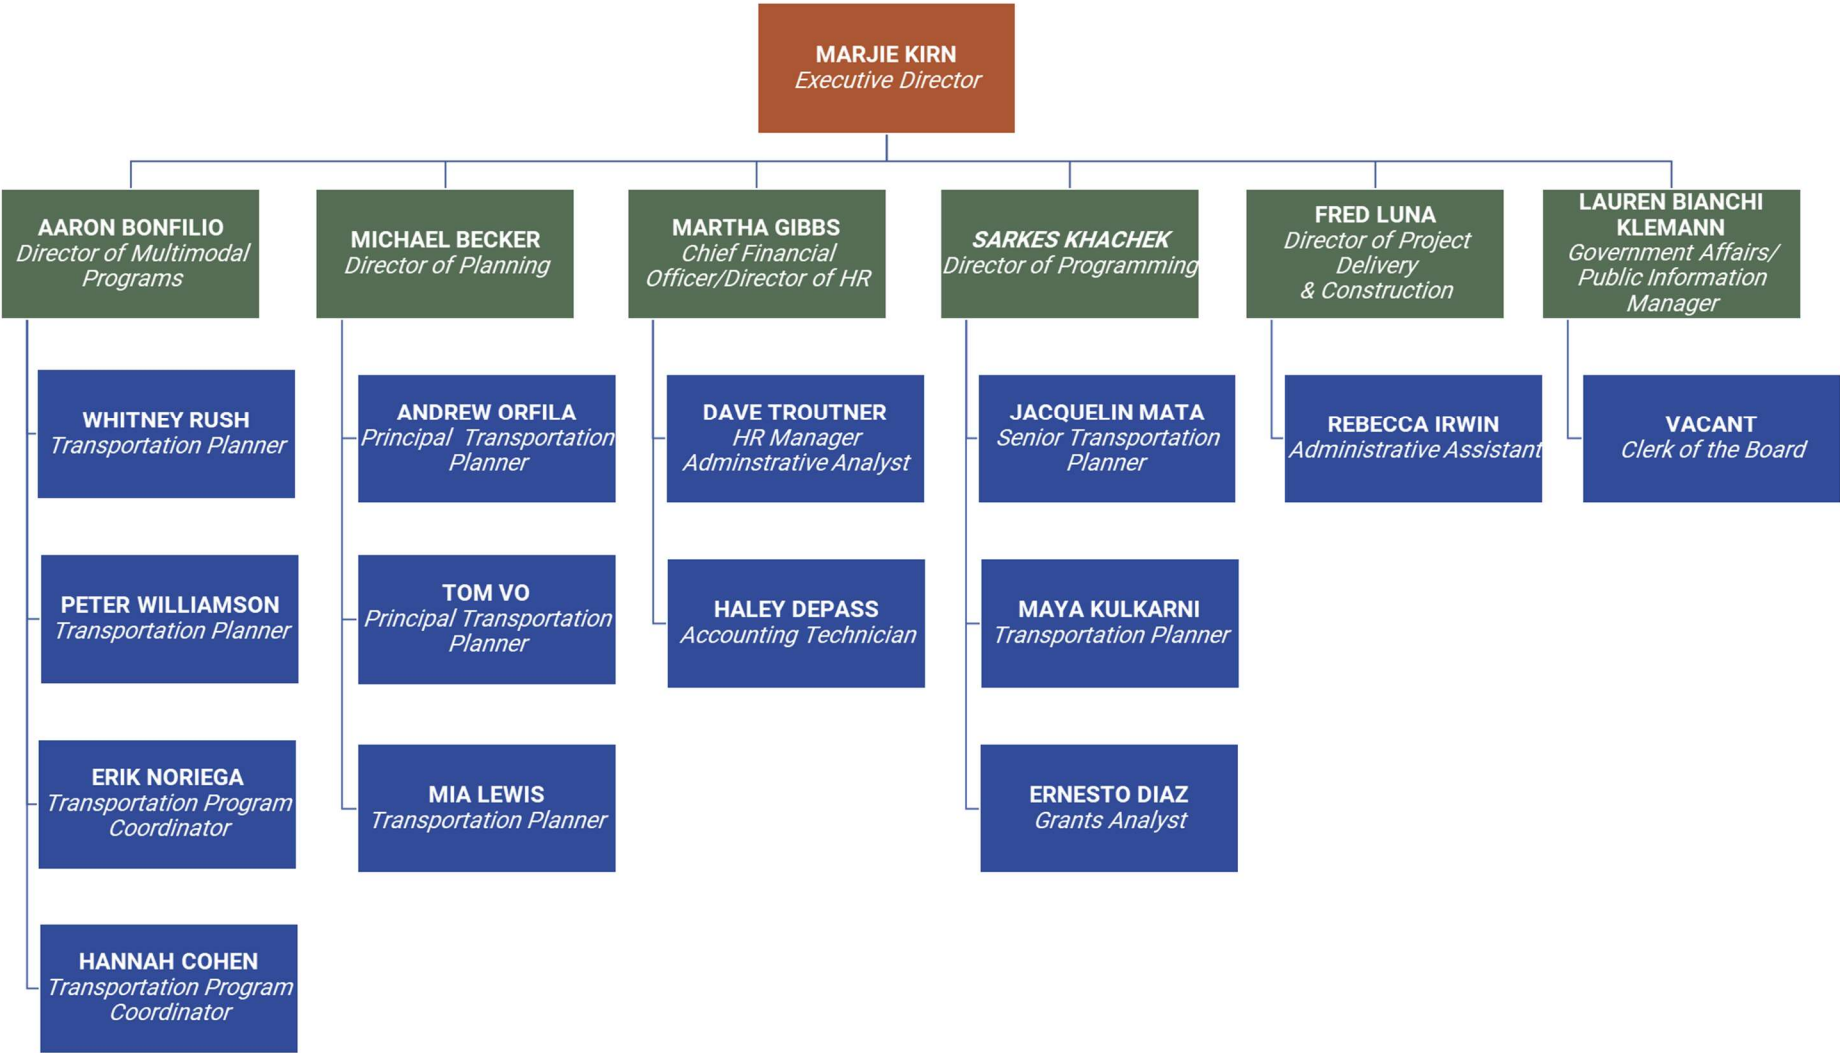 MARJIE KIRN
Executive Director
AARON BONFILIO
Director of Multimodal
Programs
MICHAEL BECKER
Director of Planning
MARTHA GIBBS
Chief Financial
Officer/Director of HR
SARKES KHACHEK
Director of Programming
FRED LUNA
Director of Project
Delivery
& Construction
LAUREN BIANCHI
KLEMANN
Government Affairs/
Public Information
Manager
WHITNEY RUSH
Transportation Planner
PETER WILLIAMSON
Transportation Planner
ERIK NORIEGA
Transportation Program
Coordinator
HANNAH COHEN
Transportation Program
Coordinator
ANDREW ORFILA
Principal Transportation
Planner
TOM VO
Principal Transportation
Planner
MIA LEWIS
Transportation Planner
DAVE TROUTNER
HR Manager
Adminstrative Analyst
HALEY DEPASS
Accounting Technician
JACQUELIN MATA
Senior Transportation
Planner
MAYA KULKARNI
Transportation Planner
ERNESTO DIAZ
Grants Analyst
REBECCA IRWIN
Administrative Assistant
VACANT
Clerk of the Board